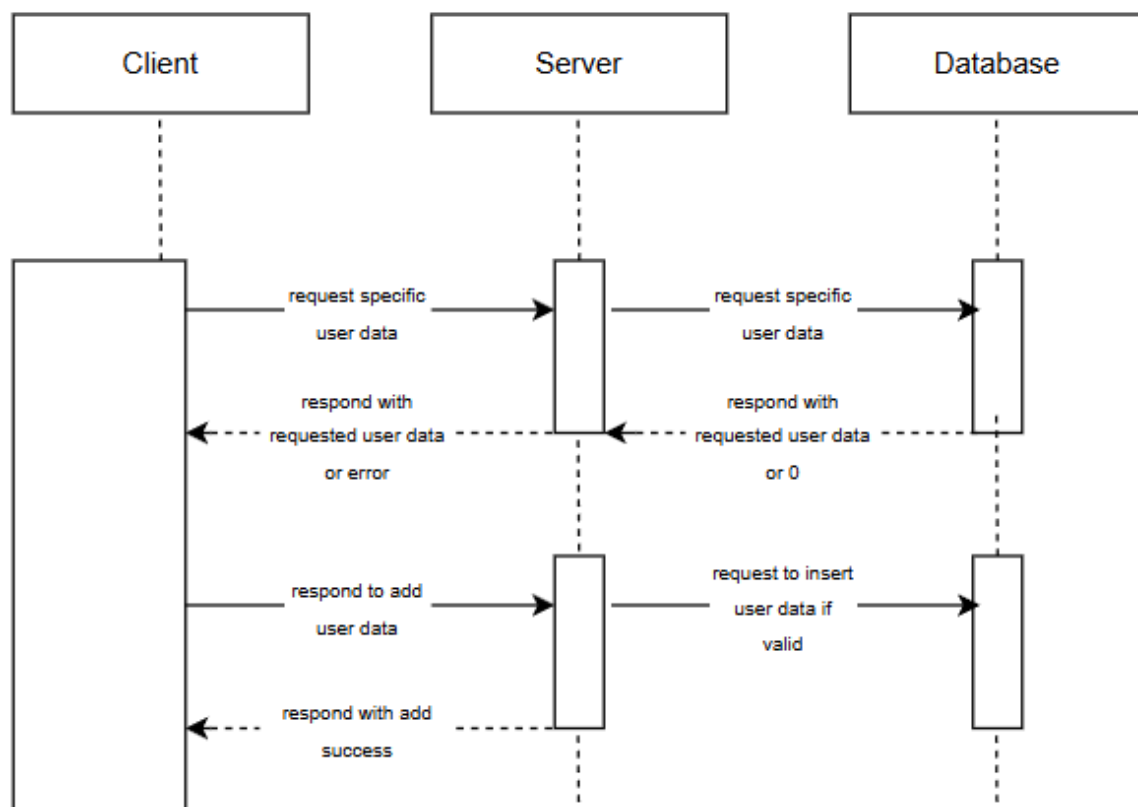 Client
Server
Database
request specific
user data
request specific
user data
respond with
requested user data
or error
respond with
requested user data
or 0
respond to add
user data
request to insert
user data if
valid
respond with add
success